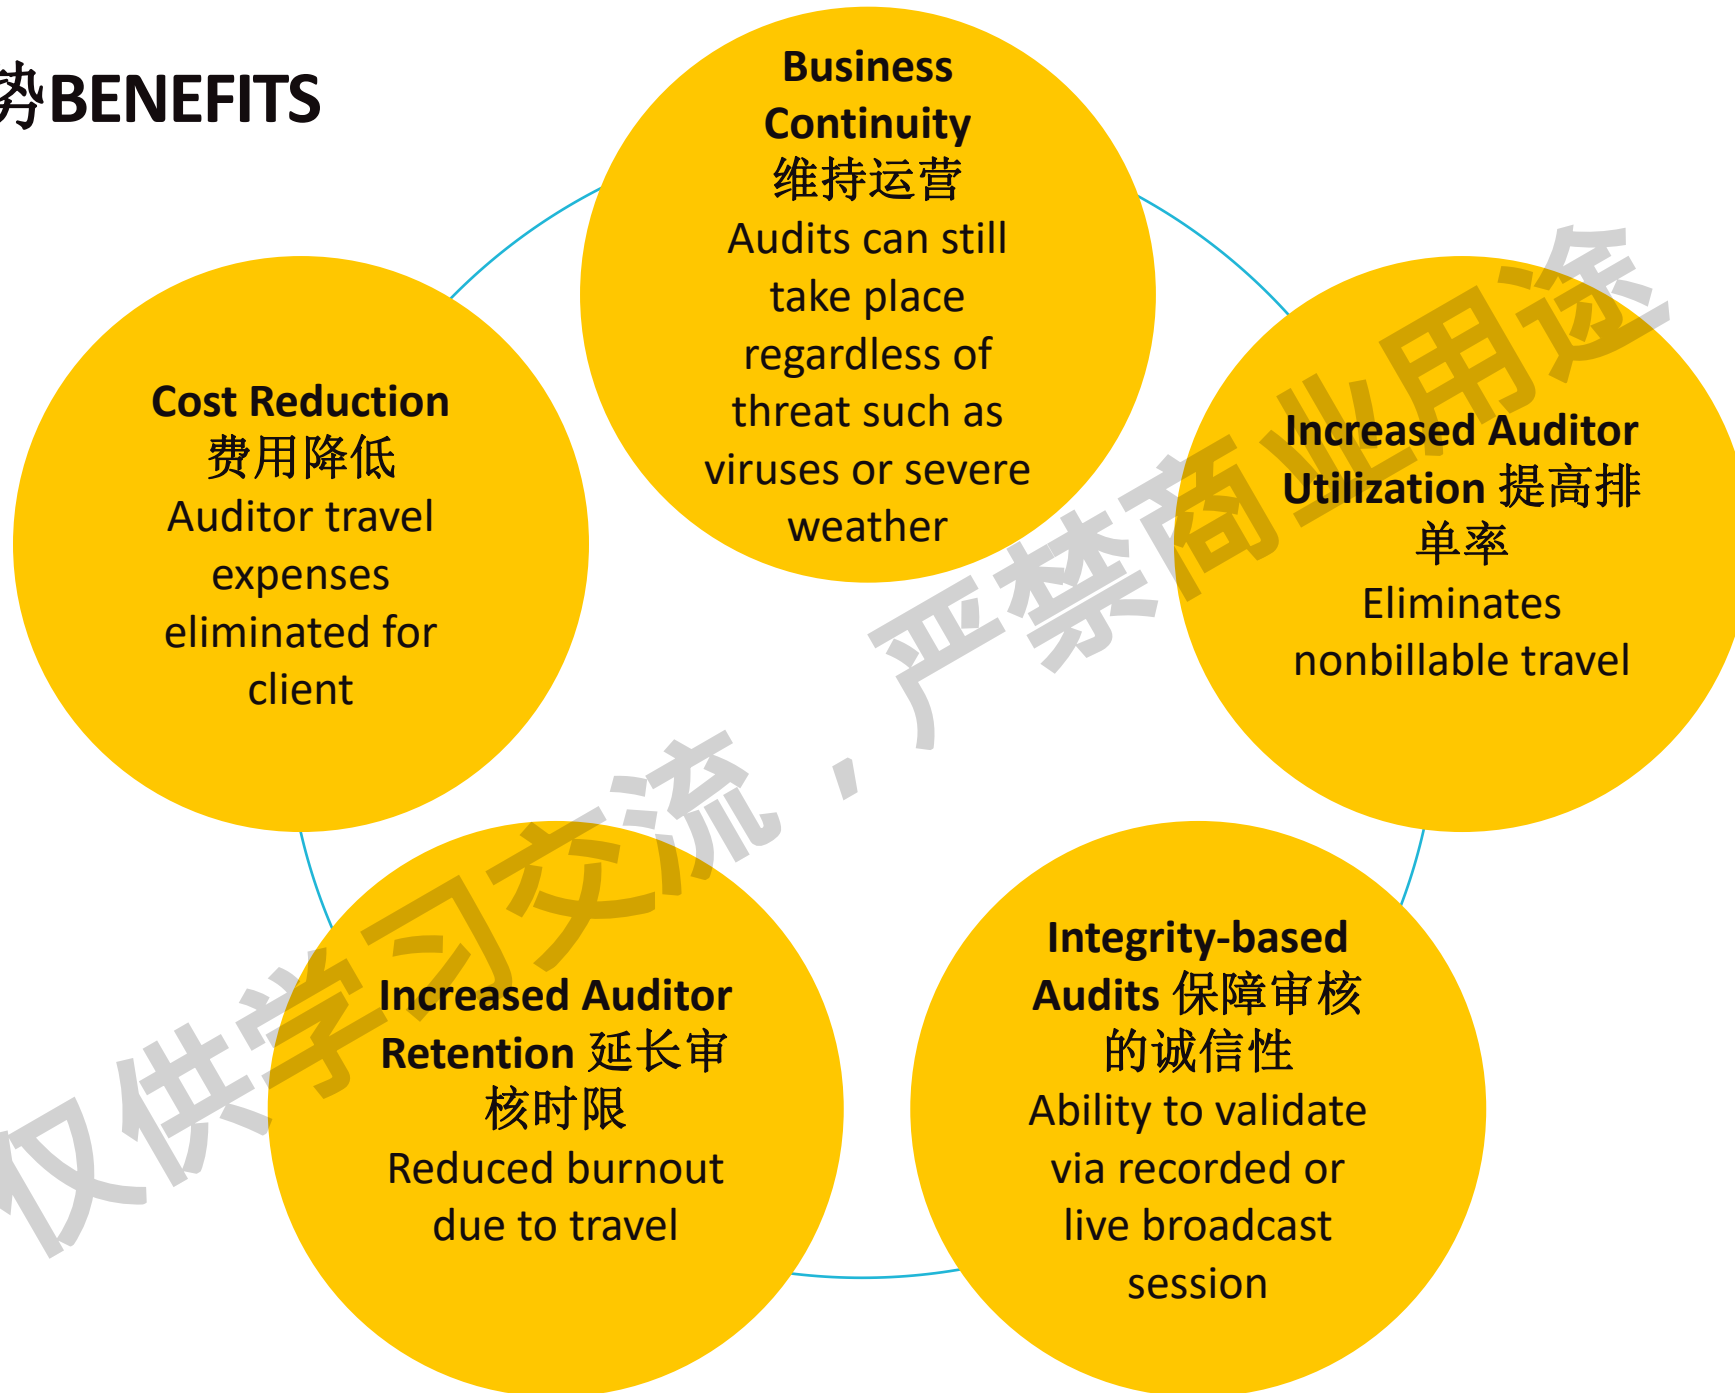 势BENEFITS
Business
Continuity
维持运营
Audits can still
take place
regardless of
threat such as
viruses or severe
weather
Increased Auditor
Utilization 提高排
单率
Eliminates
nonbillable travel
Integrity-based
Audits 保障审核
的诚信性
Ability to validate
via recorded or
live broadcast
session
Increased Auditor
Retention 延长审
核时限
Reduced burnout
due to travel
Cost Reduction
费用降低
Auditor travel
expenses
eliminated for
client
仅供学习交流，严禁商业用途